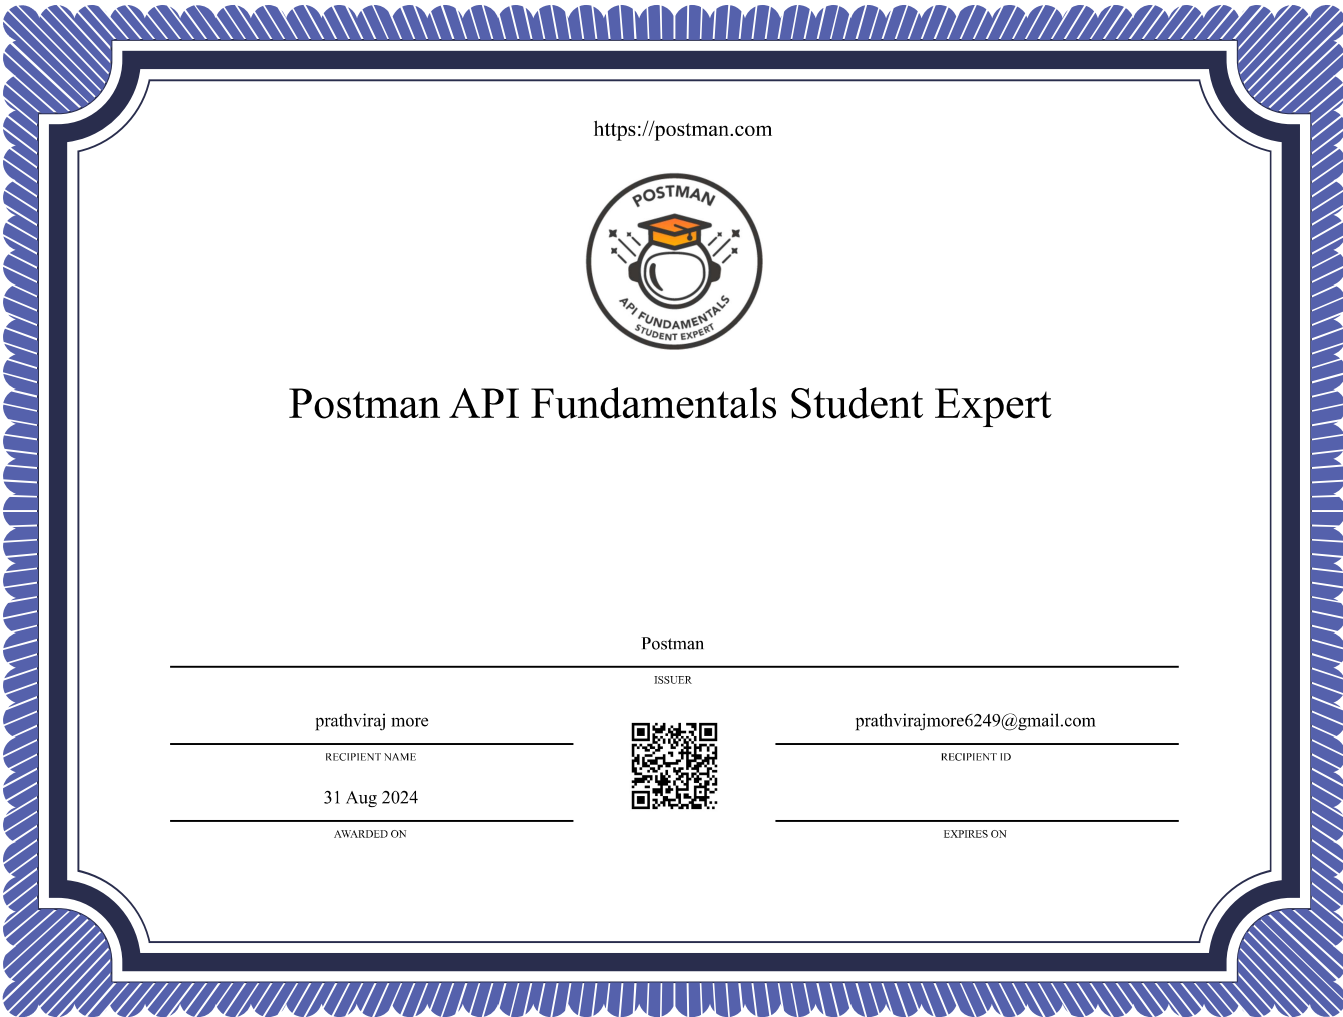 https://postman.com
POSTMAN
API FUNDAMENTALS
STUDENT EXPERT
Postman API Fundamentals Student Expert
Postman
ISSUER
prathviraj more
RECIPIENT NAME
prathvirajmore6249@gmail.com
RECIPIENT ID
31 Aug 2024
AWARDED ON
EXPIRES ON